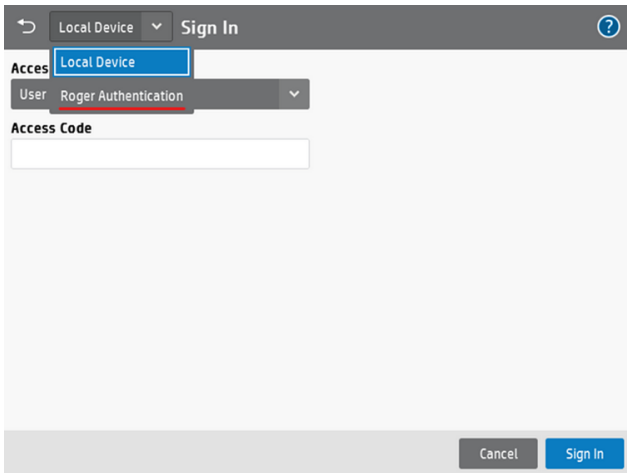 Local Device Sign In ?
Local Device
Acces
User
Roger Authentication
Access Code
Cancel Sign In